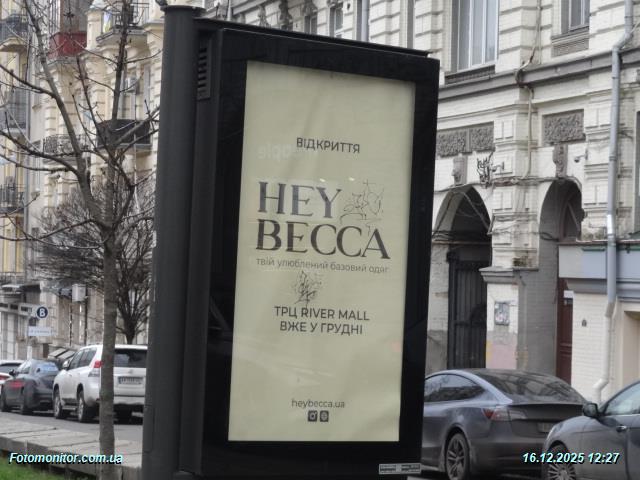 ВІДКРИТТЯ
HEY
BECCA
твій улюблений базовий одяг
ТРЦ RIVER MALL
ВЖЕ У ГРУДНІ
heybecca.ua
B
Fotomonitor.com.ua
16.12.2025 12:27